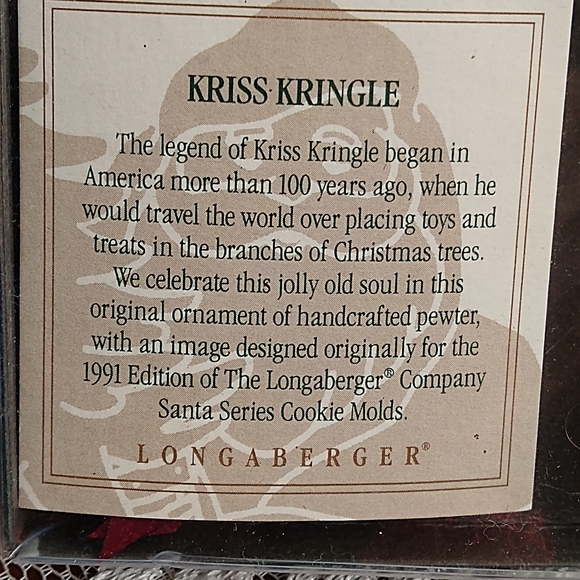 KRISS KRINGLE
The legend of Kriss Kringle began in
America more than 100 years ago, when he
would travel the world over placing toys and
treats in the branches of Christmas trees.
We celebrate this jolly old soul in this
original ornament of handcrafted pewter,
with an image designed originally for the
1991 Edition of The Longaberger® Company
Santa Series Cookie Molds.
LONGABERGER®